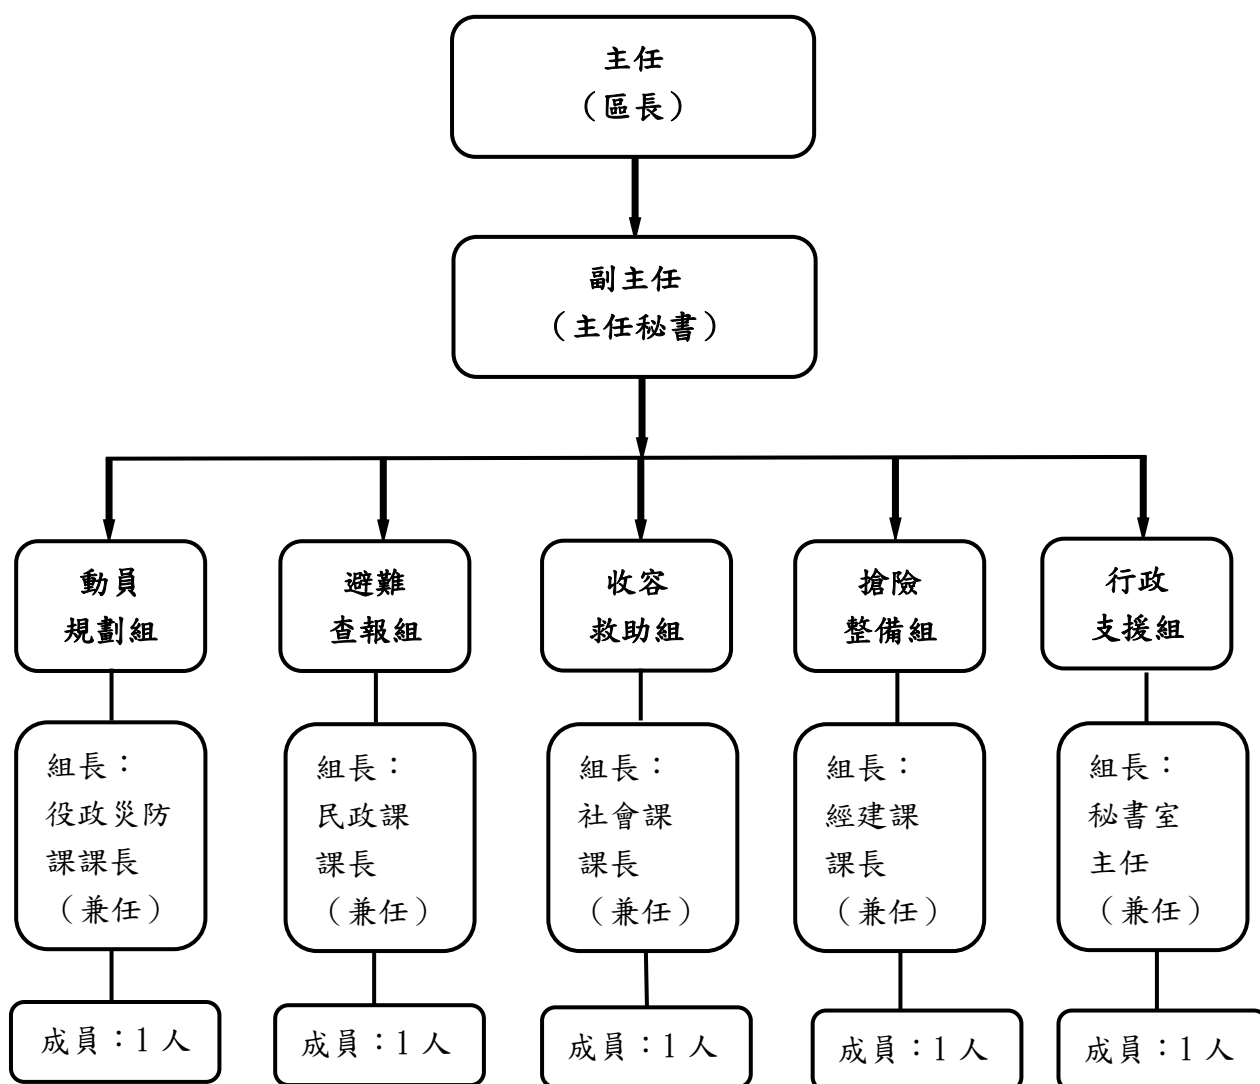 主任
（區長）
副主任
（主任秘書）
動員
規劃組
避難
查報組
收容
救助組
搶險
整備組
行政
支援組
組長：
役政災防
課課長
（兼任）
組長：
民政課
課長
（兼任）
組長：
社會課
課長
（兼任）
組長：
經建課
課長
（兼任）
組長：
秘書室
主任
（兼任）
成員：1 人
成員：1 人
成員：1 人
成員：1 人
成員：1 人